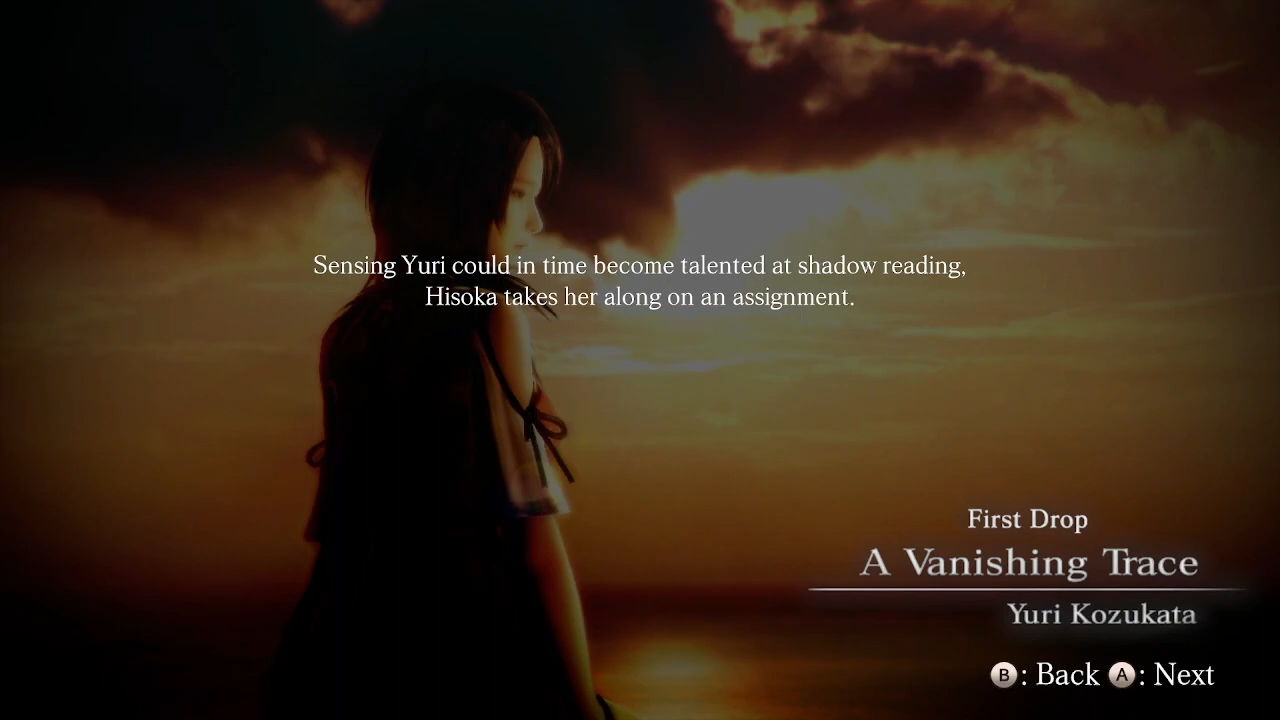 Sensing Yuri could in time become talented at shadow reading,
Hisoka takes her along on an assignment.
First Drop
A Vanishing Trace
Yuri Kozukata
B: Back A: Next